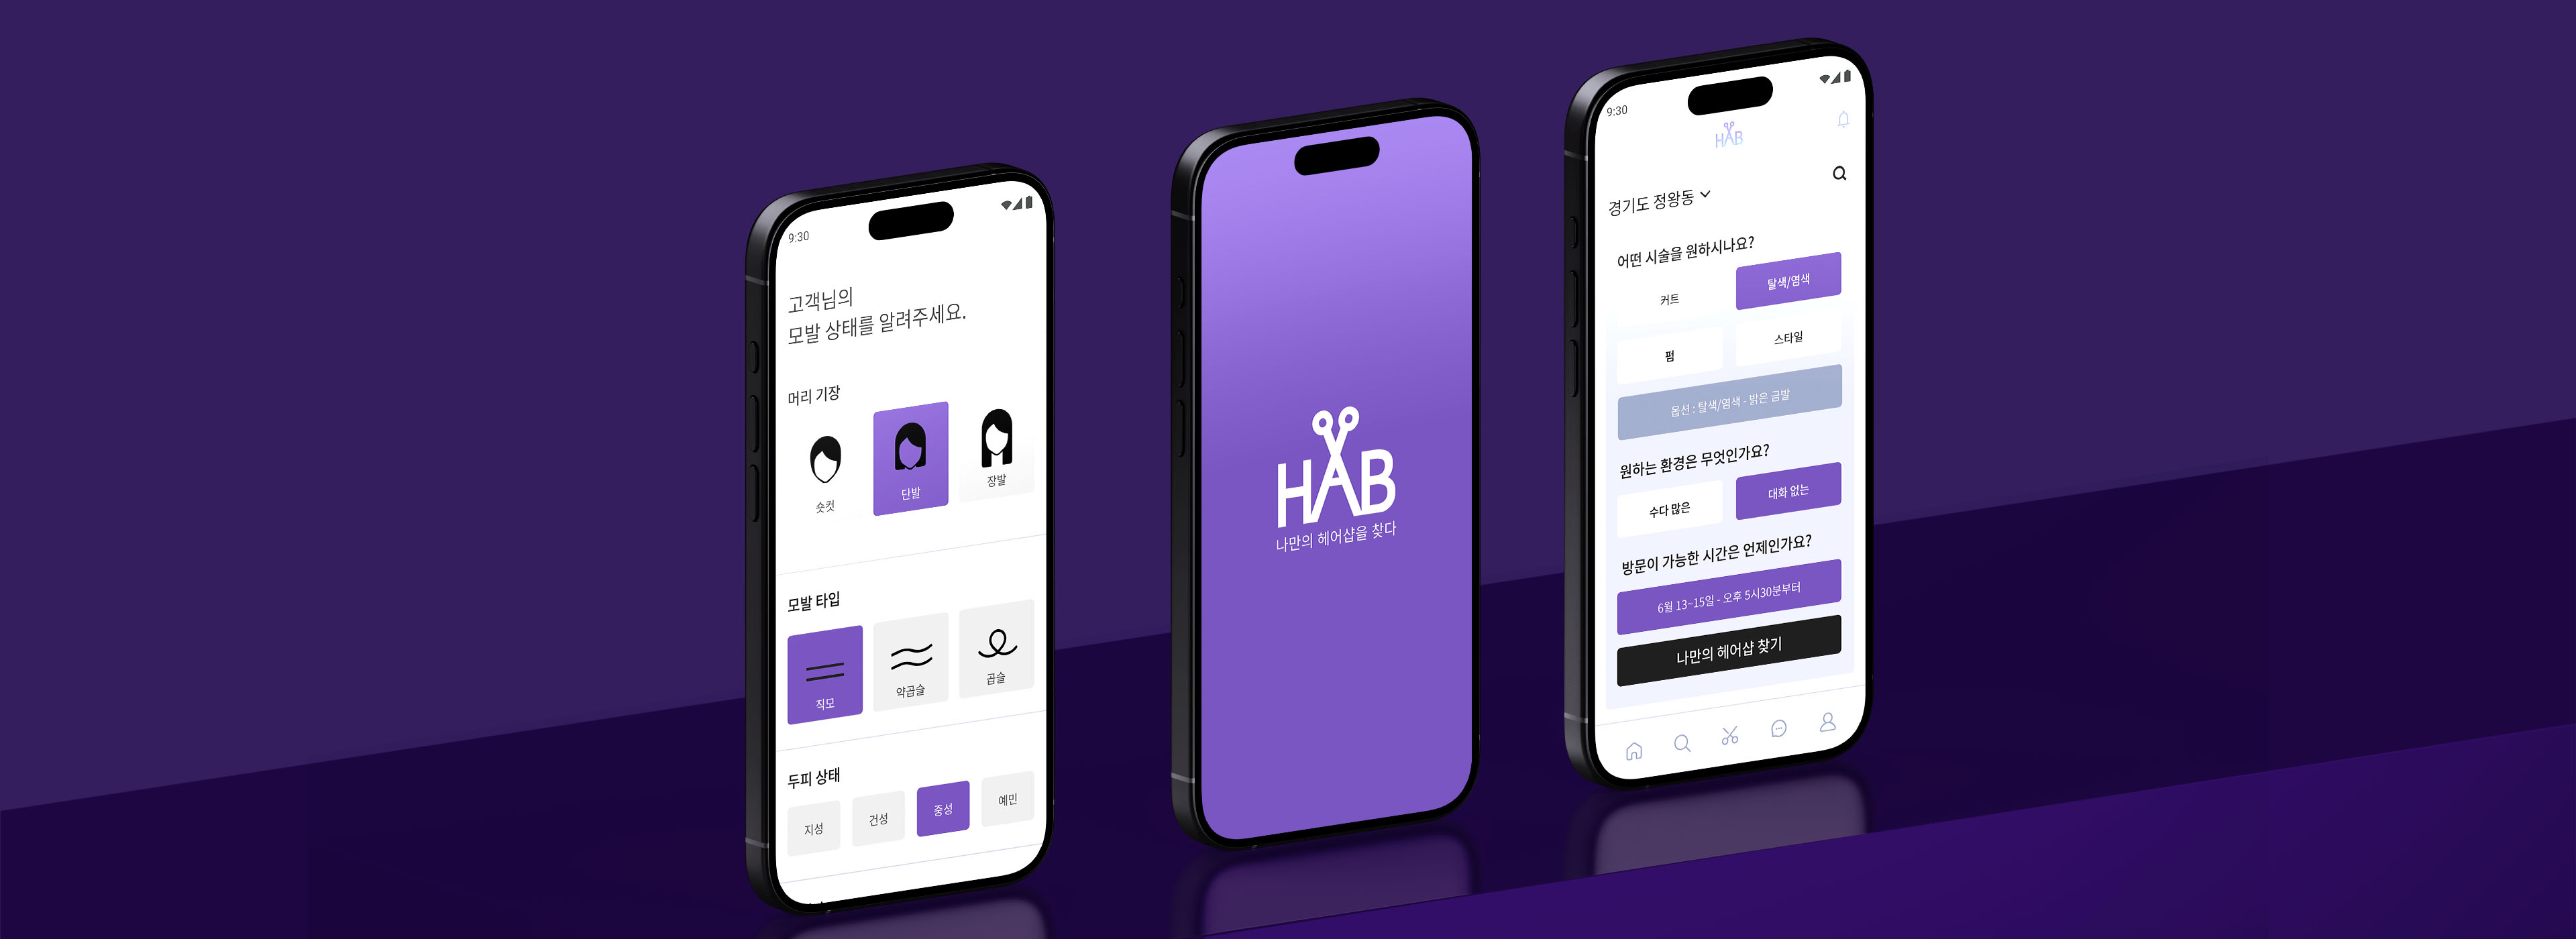 9:30
고객님의
모발 상태를 알려주세요.
머리 기장
숏컷
단발
장발
모발 타입
직모
약곱슬
곱슬
두피 상태
지성
건성
중성
예민
HAB
나만의 헤어샵을 찾다
9:30
HAB
경기도 정왕동
어떤 시술을 원하시나요?
커트
탈색/염색
펌
스타일
옵션 : 탈색/염색 - 밝은 금발
원하는 환경은 무엇인가요?
수다 많은
대화 없는
방문이 가능한 시간은 언제인가요?
6월 13~15일 - 오후 5시30분부터
나만의 헤어샵 찾기